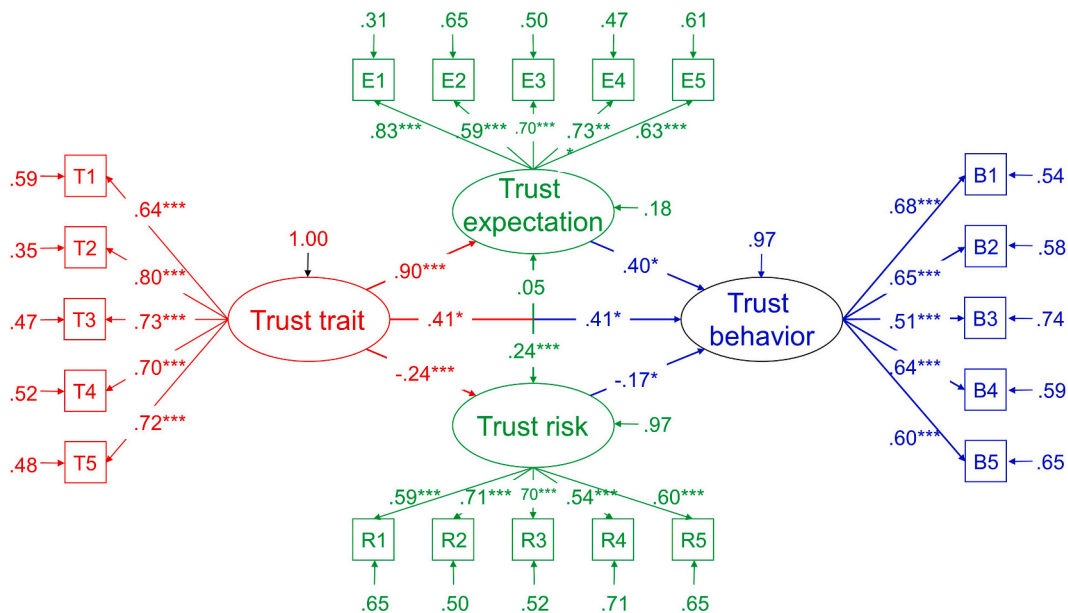 .31 .65 .50 .47 .61
E1 E2 E3 E4 E5
.83*** .59*** .70*** .73** .63***
*
.59 T1
.35 T2
.47 T3
.52 T4
.48 T5
.64***
.80***
.73***
.70***
.72***
1.00
Trust trait
.90***
.41*
-.24***
Trust
expectation
.18
.05
.24***
Trust risk
.97
.40*
.41*
-.17*
.97
Trust
behavior
.68***
.65***
.51***
.64***
.60***
B1 .54
B2 .58
B3 .74
B4 .59
B5 .65
.59*** .71*** 70*** .54*** .60***
R1 R2 R3 R4 R5
.65 .50 .52 .71 .65